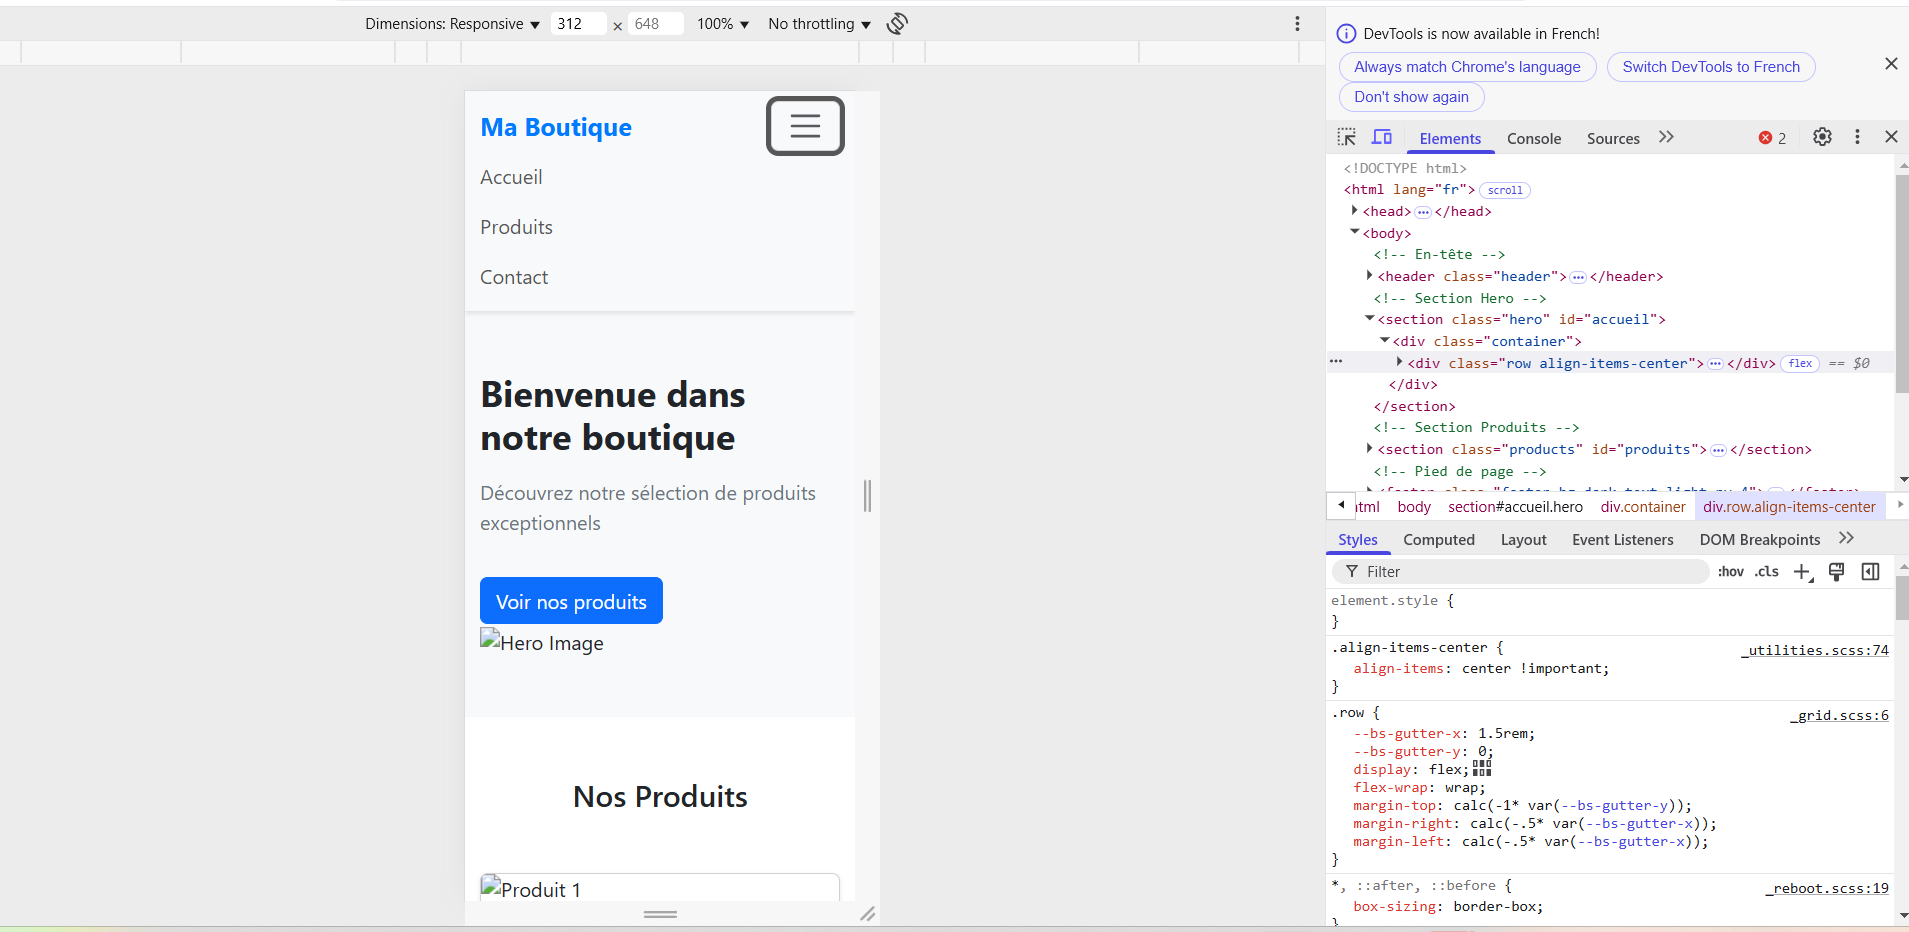 Dimensions: Responsive ▼ 312 × 648 100% ▼ No throttling ▼
DevTools is now available in French!
Always match Chrome's language
Switch DevTools to French
Don't show again
Ma Boutique
Accueil
Produits
Contact
Bienvenue dans
notre boutique
Découvrez notre sélection de produits
exceptionnels
Voir nos produits
Hero Image
Nos Produits
Produit 1
Elements Console Sources 2
<!DOCTYPE html>
<html lang="fr"> scroll
<head> ••• </head>
<body>
<!-- En-tête -->
<header class="header"> ••• </header>
<!-- Section Hero -->
<section class="hero" id="accueil">
<div class="container">
<div class="row align-items-center"> ••• </div> flex == $0
</div>
</section>
<!-- Section Produits -->
<section class="products" id="produits"> ••• </section>
<!-- Pied de page -->
html body section#accueil.hero div.container div.row.align-items-center
Styles Computed Layout Event Listeners DOM Breakpoints
Filter :hov .cls
element.style {
}
.align-items-center { _utilities.scss:74
align-items: center !important;
}
.row { _grid.scss:6
--bs-gutter-x: 1.5rem;
--bs-gutter-y: 0;
display: flex;
flex-wrap: wrap;
margin-top: calc(-1* var(--bs-gutter-y));
margin-right: calc(-.5* var(--bs-gutter-x));
margin-left: calc(-.5* var(--bs-gutter-x));
}
*, ::after, ::before { _reboot.scss:19
box-sizing: border-box;
}